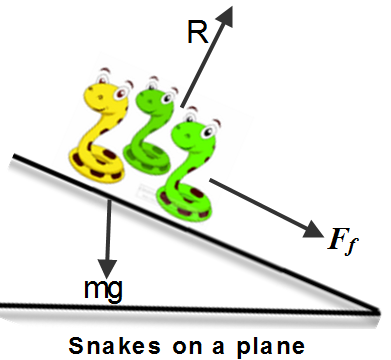 R
F_f
mg
Snakes on a plane